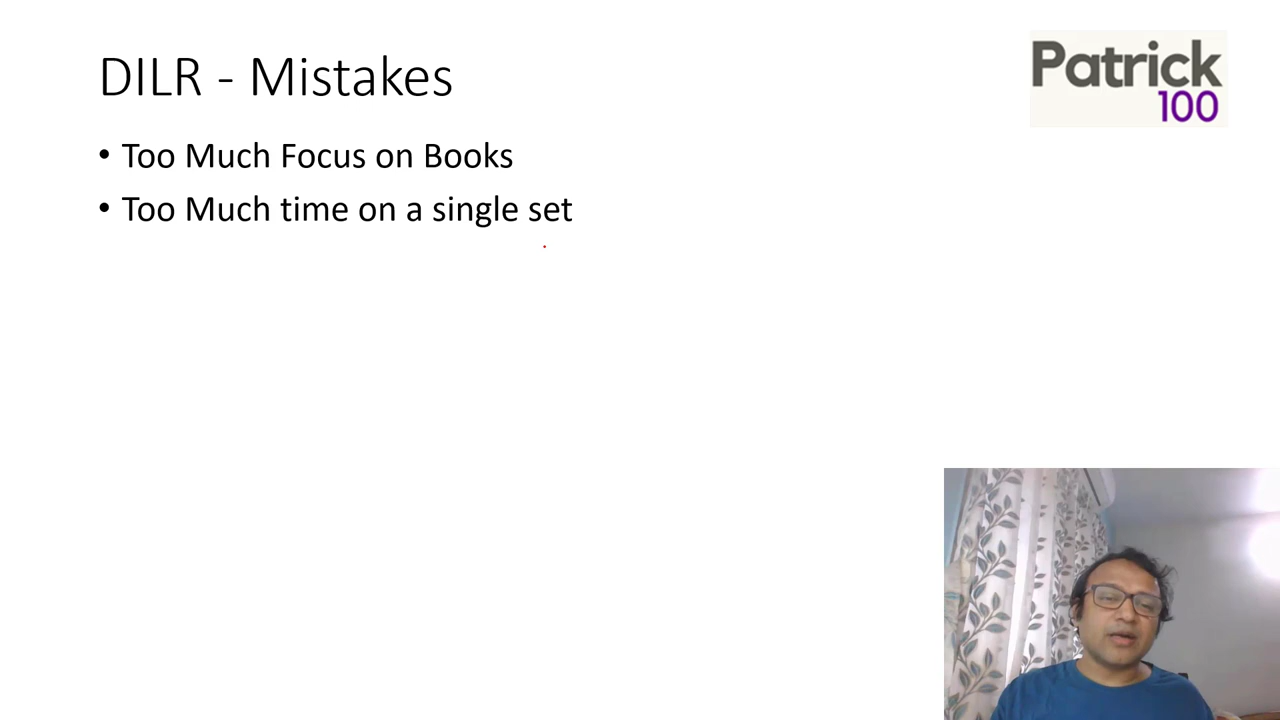 DILR - Mistakes
Patrick
100
• Too Much Focus on Books
• Too Much time on a single set